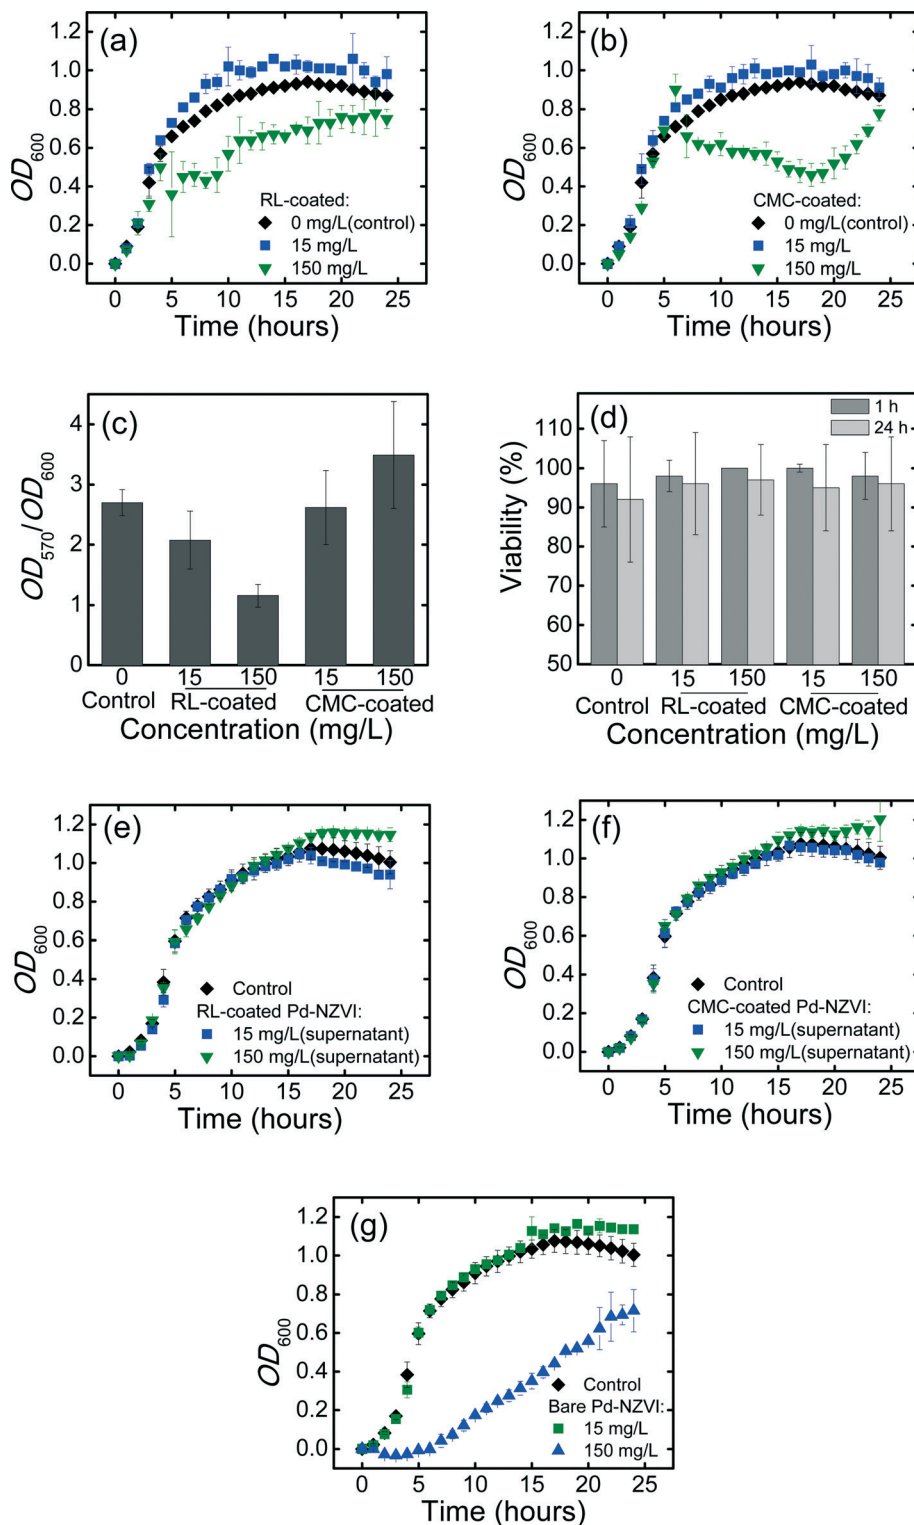 (a)
1.2
1.0
0.8
0.6
0.4
0.2
0.0
OD600
RL-coated:
0 mg/L(control)
15 mg/L
150 mg/L
0 5 10 15 20 25
Time (hours)
(b)
1.2
1.0
0.8
0.6
0.4
0.2
0.0
OD600
CMC-coated:
0 mg/L(control)
15 mg/L
150 mg/L
0 5 10 15 20 25
Time (hours)
(c)
4
3
2
1
0
OD570/OD600
0 15 150 15 150
Control RL-coated CMC-coated
Concentration (mg/L)
(d)
1 h
24 h
110
100
90
80
70
60
50
Viability (%)
0 15 150 15 150
Control RL-coated CMC-coated
Concentration (mg/L)
(e)
1.2
1.0
0.8
0.6
0.4
0.2
0.0
OD600
Control
RL-coated Pd-NZVI:
15 mg/L(supernatant)
150 mg/L(supernatant)
0 5 10 15 20 25
Time (hours)
(f)
1.2
1.0
0.8
0.6
0.4
0.2
0.0
OD600
Control
CMC-coated Pd-NZVI:
15 mg/L(supernatant)
150 mg/L(supernatant)
0 5 10 15 20 25
Time (hours)
(g)
1.2
1.0
0.8
0.6
0.4
0.2
0.0
OD600
Control
Bare Pd-NZVI:
15 mg/L
150 mg/L
0 5 10 15 20 25
Time (hours)